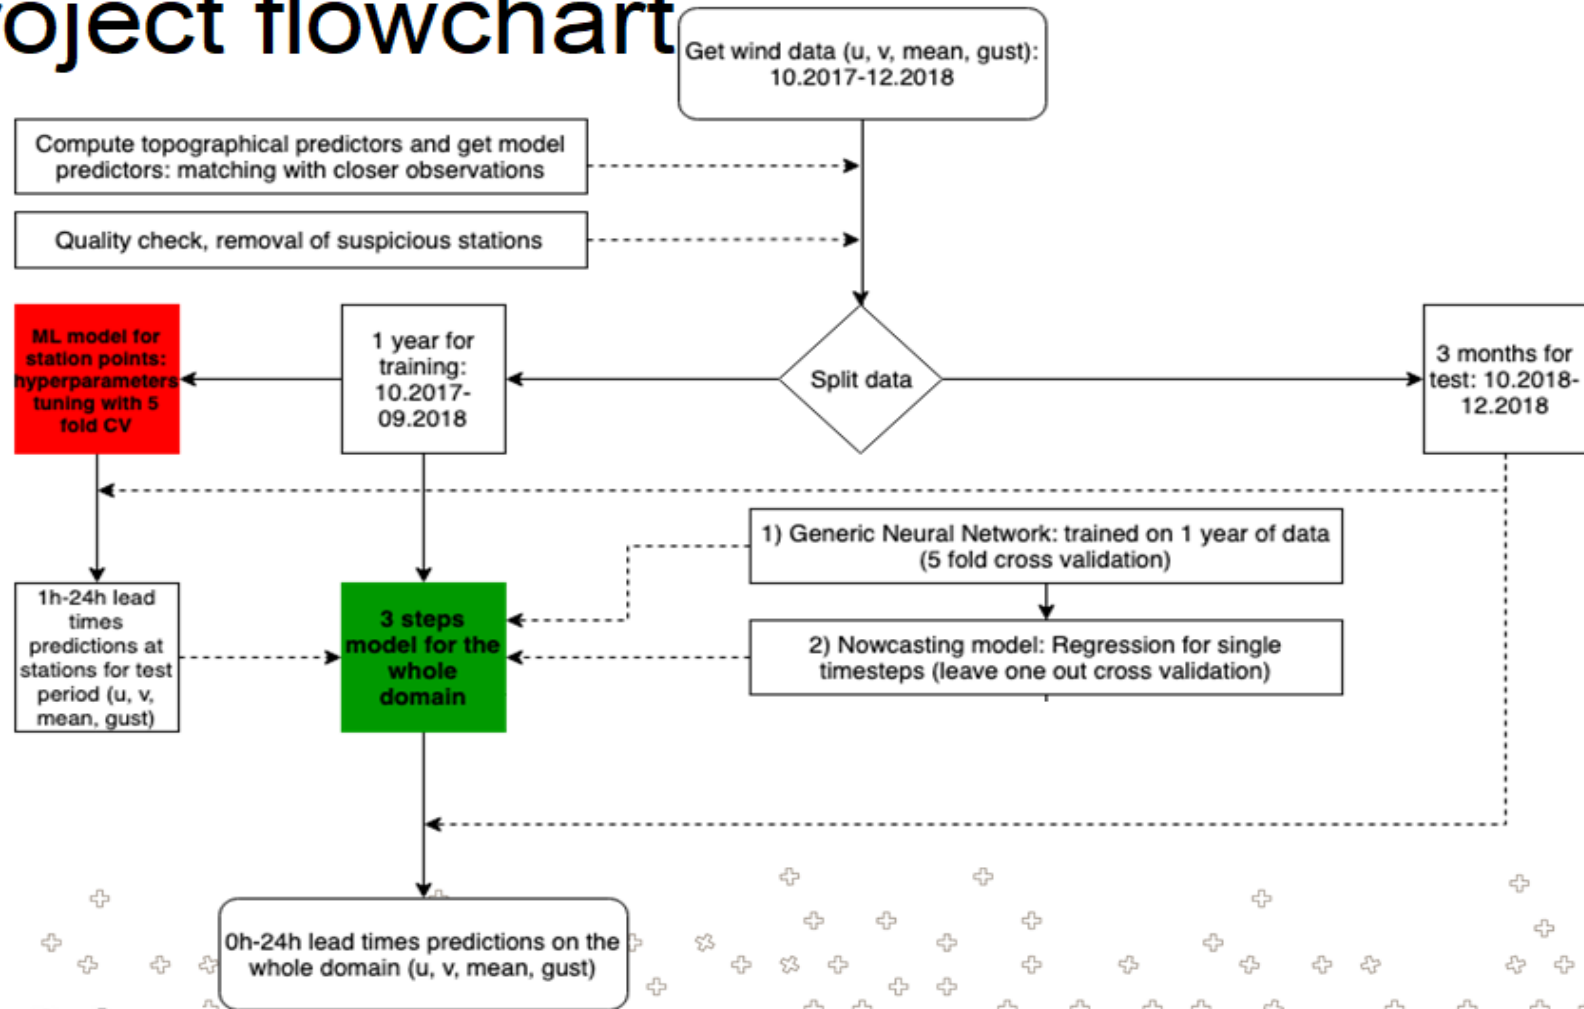 oject flowchart
Get wind data (u, v, mean, gust):
10.2017-12.2018
Compute topographical predictors and get model
predictors: matching with closer observations
Quality check, removal of suspicious stations
ML model for
station points:
hyperparameters
tuning with 5
fold CV
1 year for
training:
10.2017-
09.2018
Split data
3 months for
test: 10.2018-
12.2018
1) Generic Neural Network: trained on 1 year of data
(5 fold cross validation)
1h-24h lead
times
predictions at
stations for test
period (u, v,
mean, gust)
3 steps
model for the
whole
domain
2) Nowcasting model: Regression for single
timesteps (leave one out cross validation)
0h-24h lead times predictions on the
whole domain (u, v, mean, gust)